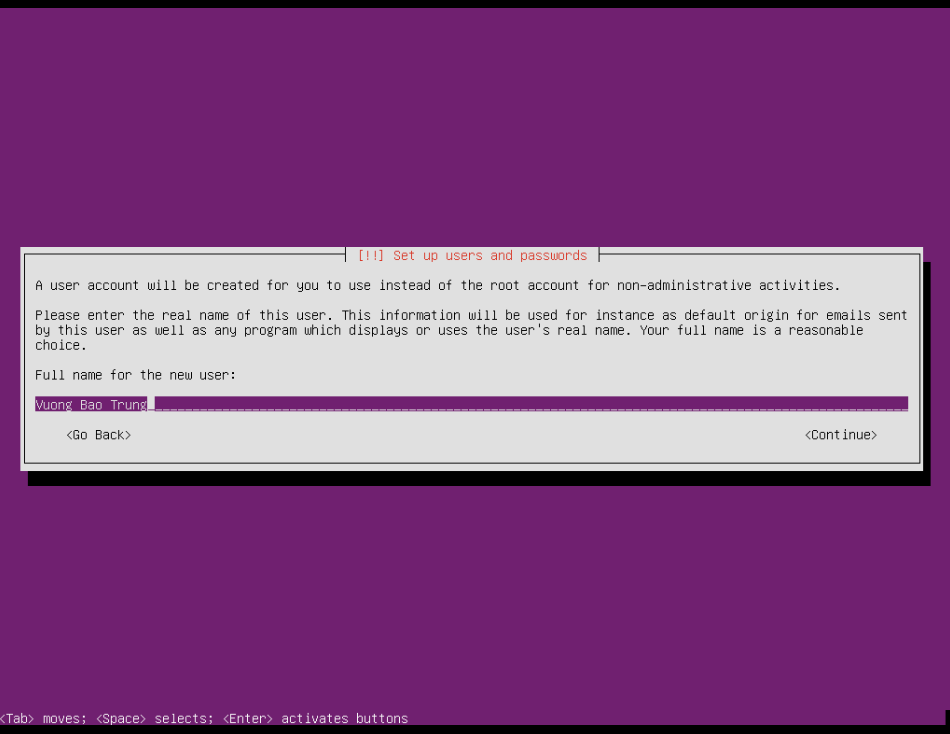 [!!] Set up users and passwords
A user account will be created for you to use instead of the root account for non-administrative activities.
Please enter the real name of this user. This information will be used for instance as default origin for emails sent
by this user as well as any program which displays or uses the user's real name. Your full name is a reasonable
choice.
Full name for the new user:
Vuong Bao Trung
<Go Back> <Continue>
<Tab> moves; <Space> selects; <Enter> activates buttons